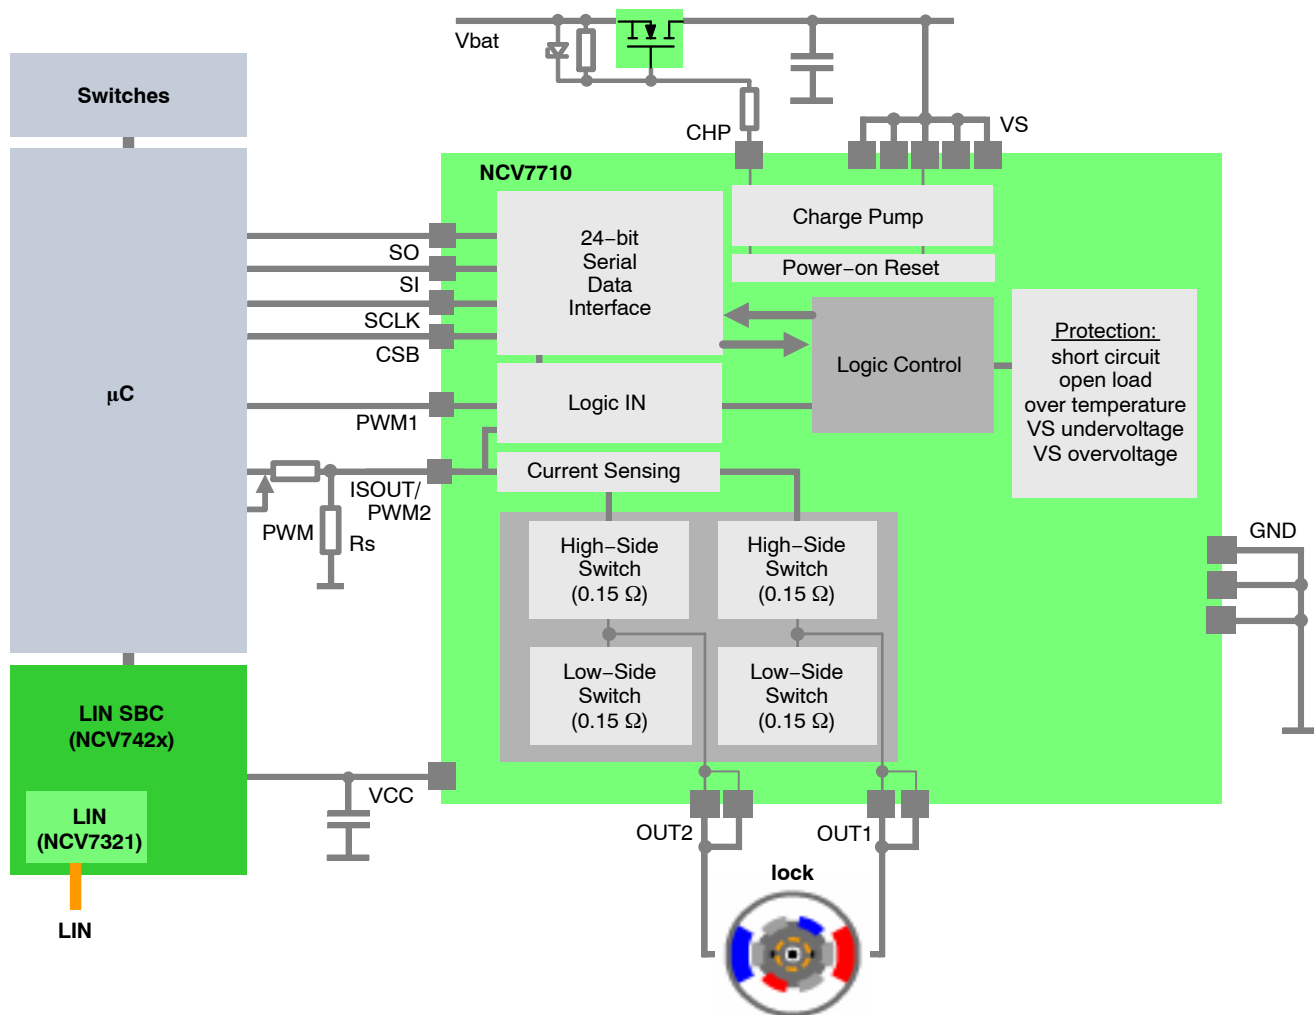 Vbat
Switches
CHP
VS
NCV7710
Charge Pump
24−bit
Serial
Data
Interface
SO
SI
SCLK
CSB
Power−on Reset
Protection:
short circuit
open load
over temperature
VS undervoltage
VS overvoltage
Logic Control
µC
Logic IN
PWM1
Current Sensing
ISOUT/
PWM2
PWM
Rs
GND
High−Side
Switch
(0.15 Ω)
High−Side
Switch
(0.15 Ω)
Low−Side
Switch
(0.15 Ω)
Low−Side
Switch
(0.15 Ω)
LIN SBC
(NCV742x)
VCC
LIN
(NCV7321)
OUT2
OUT1
lock
LIN